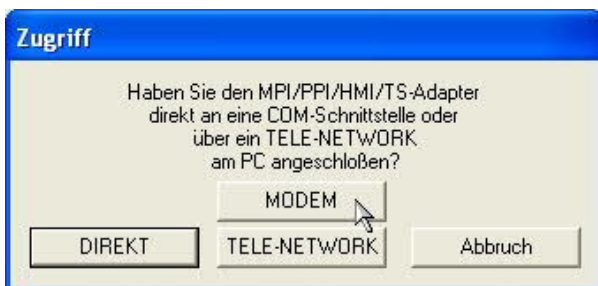 Zugriff
Haben Sie den MPI/PPI/HMI/TS-Adapter
direkt an eine COM-Schnittstelle oder
über ein TELE-NETWORK
am PC angeschloßen?
MODEM
DIREKT TELE-NETWORK Abbruch